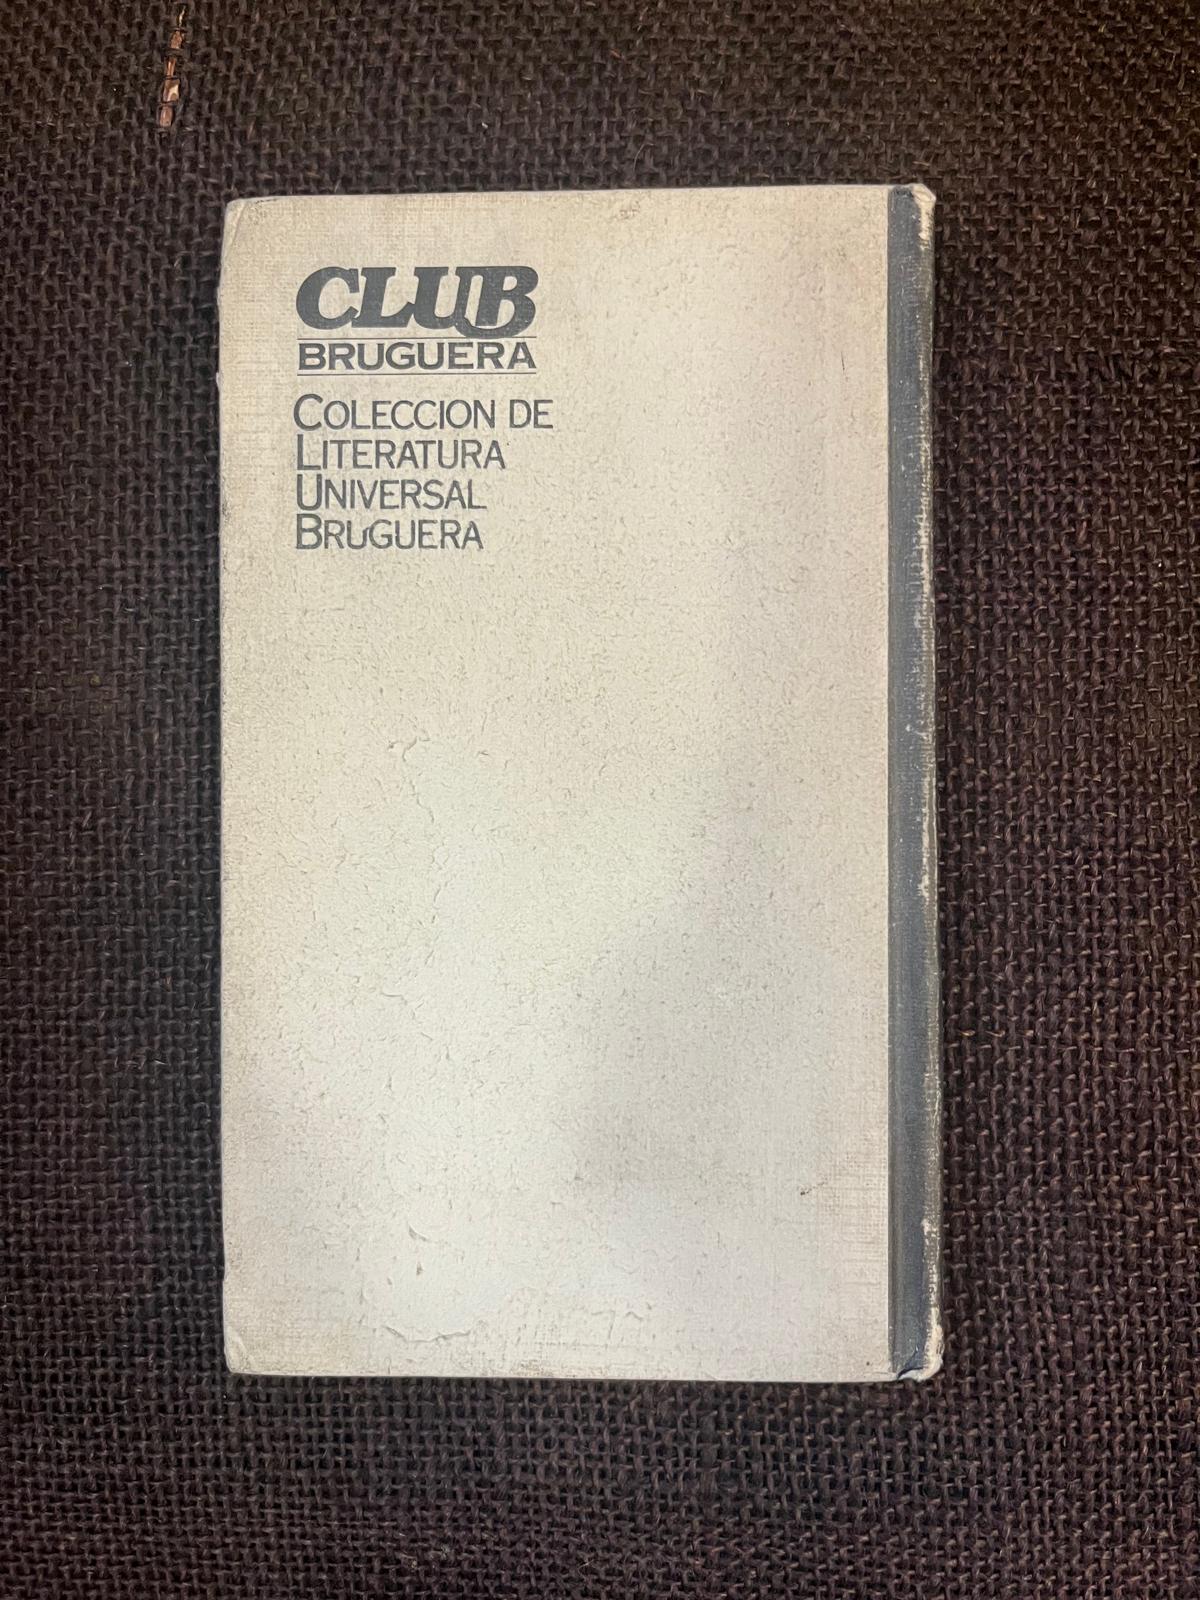 CLUB
BRUGUERA
COLECCION DE
LITERATURA
UNIVERSAL
BRUGUERA